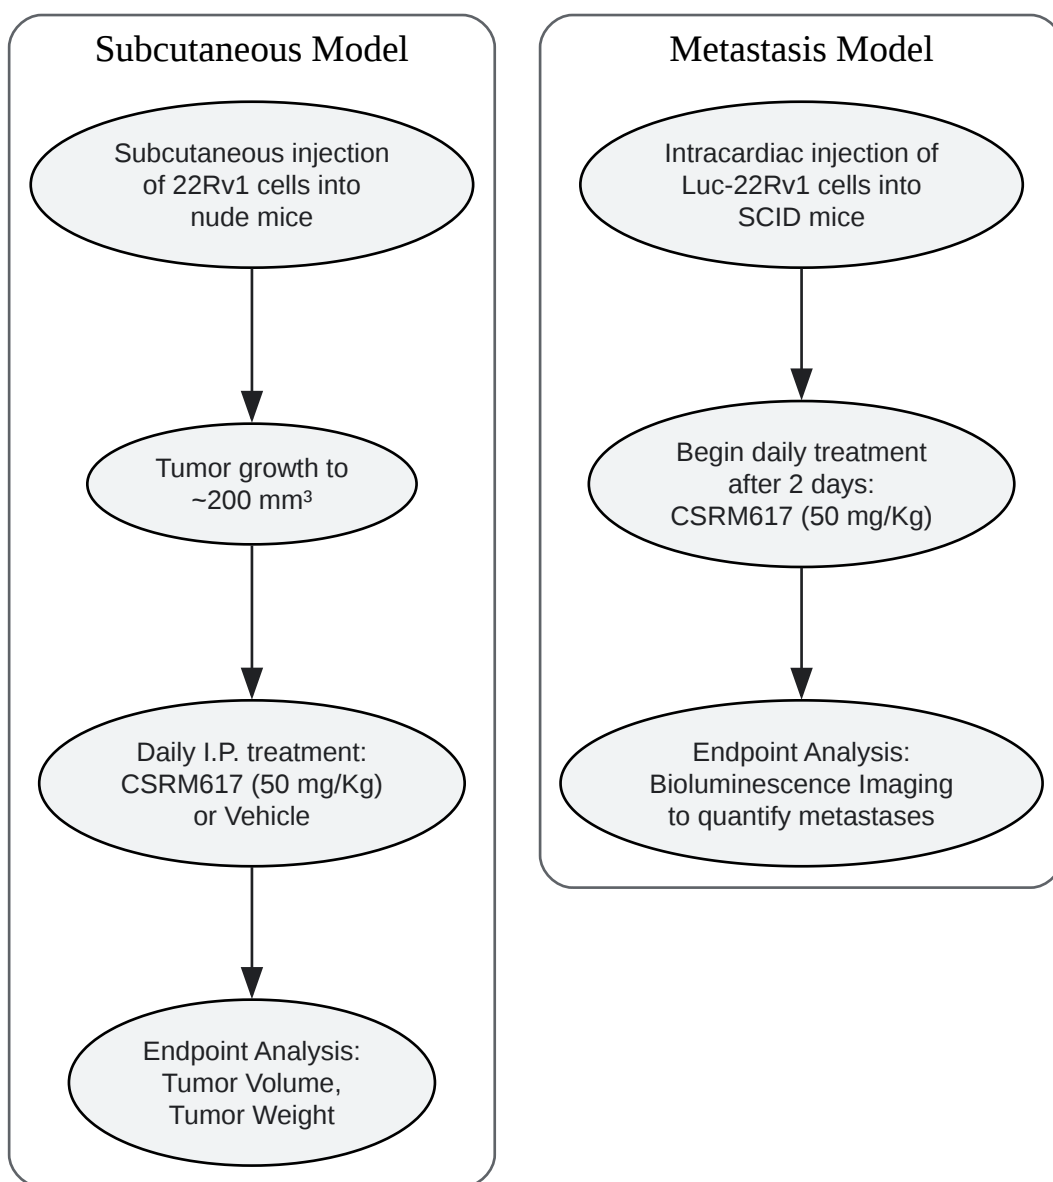 Subcutaneous Model
Subcutaneous injection
of 22Rv1 cells into
nude mice
Tumor growth to
~200 mm³
Daily I.P. treatment:
CSRM617 (50 mg/Kg)
or Vehicle
Endpoint Analysis:
Tumor Volume,
Tumor Weight
Metastasis Model
Intracardiac injection of
Luc-22Rv1 cells into
SCID mice
Begin daily treatment
after 2 days:
CSRM617 (50 mg/Kg)
Endpoint Analysis:
Bioluminescence Imaging
to quantify metastases